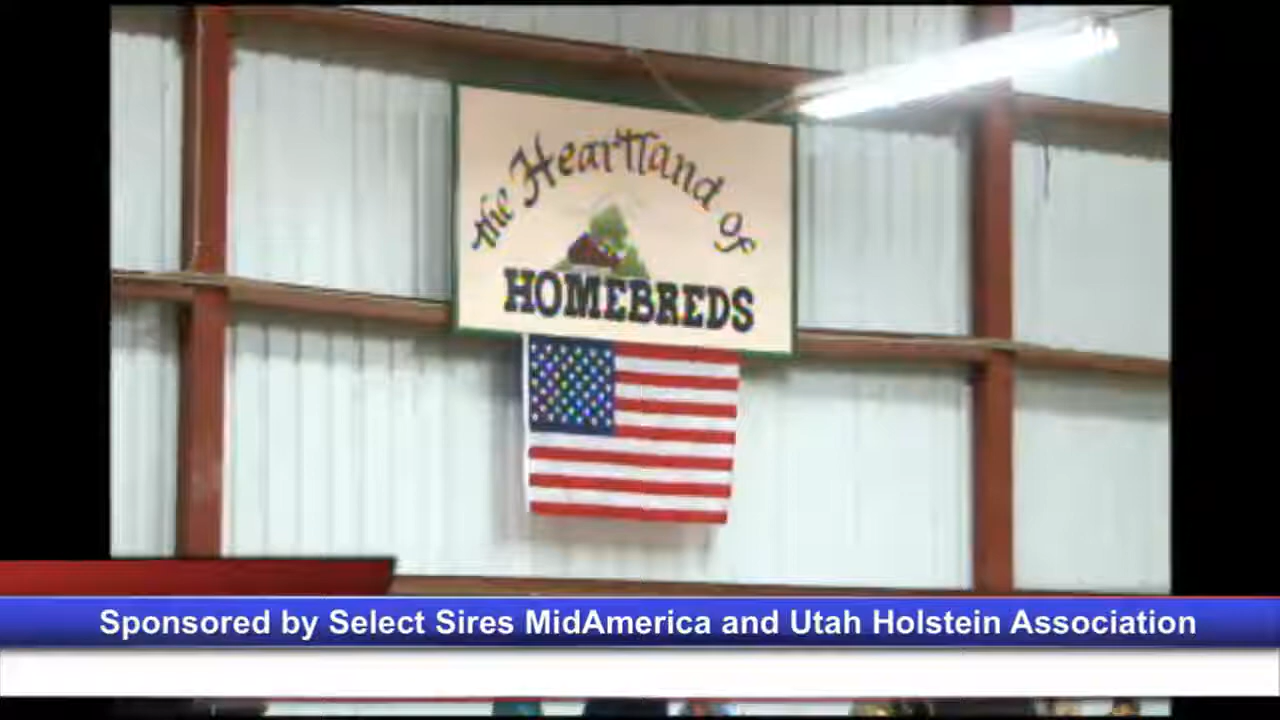 the Heartland of
HOMEBREDS
Sponsored by Select Sires MidAmerica and Utah Holstein Association